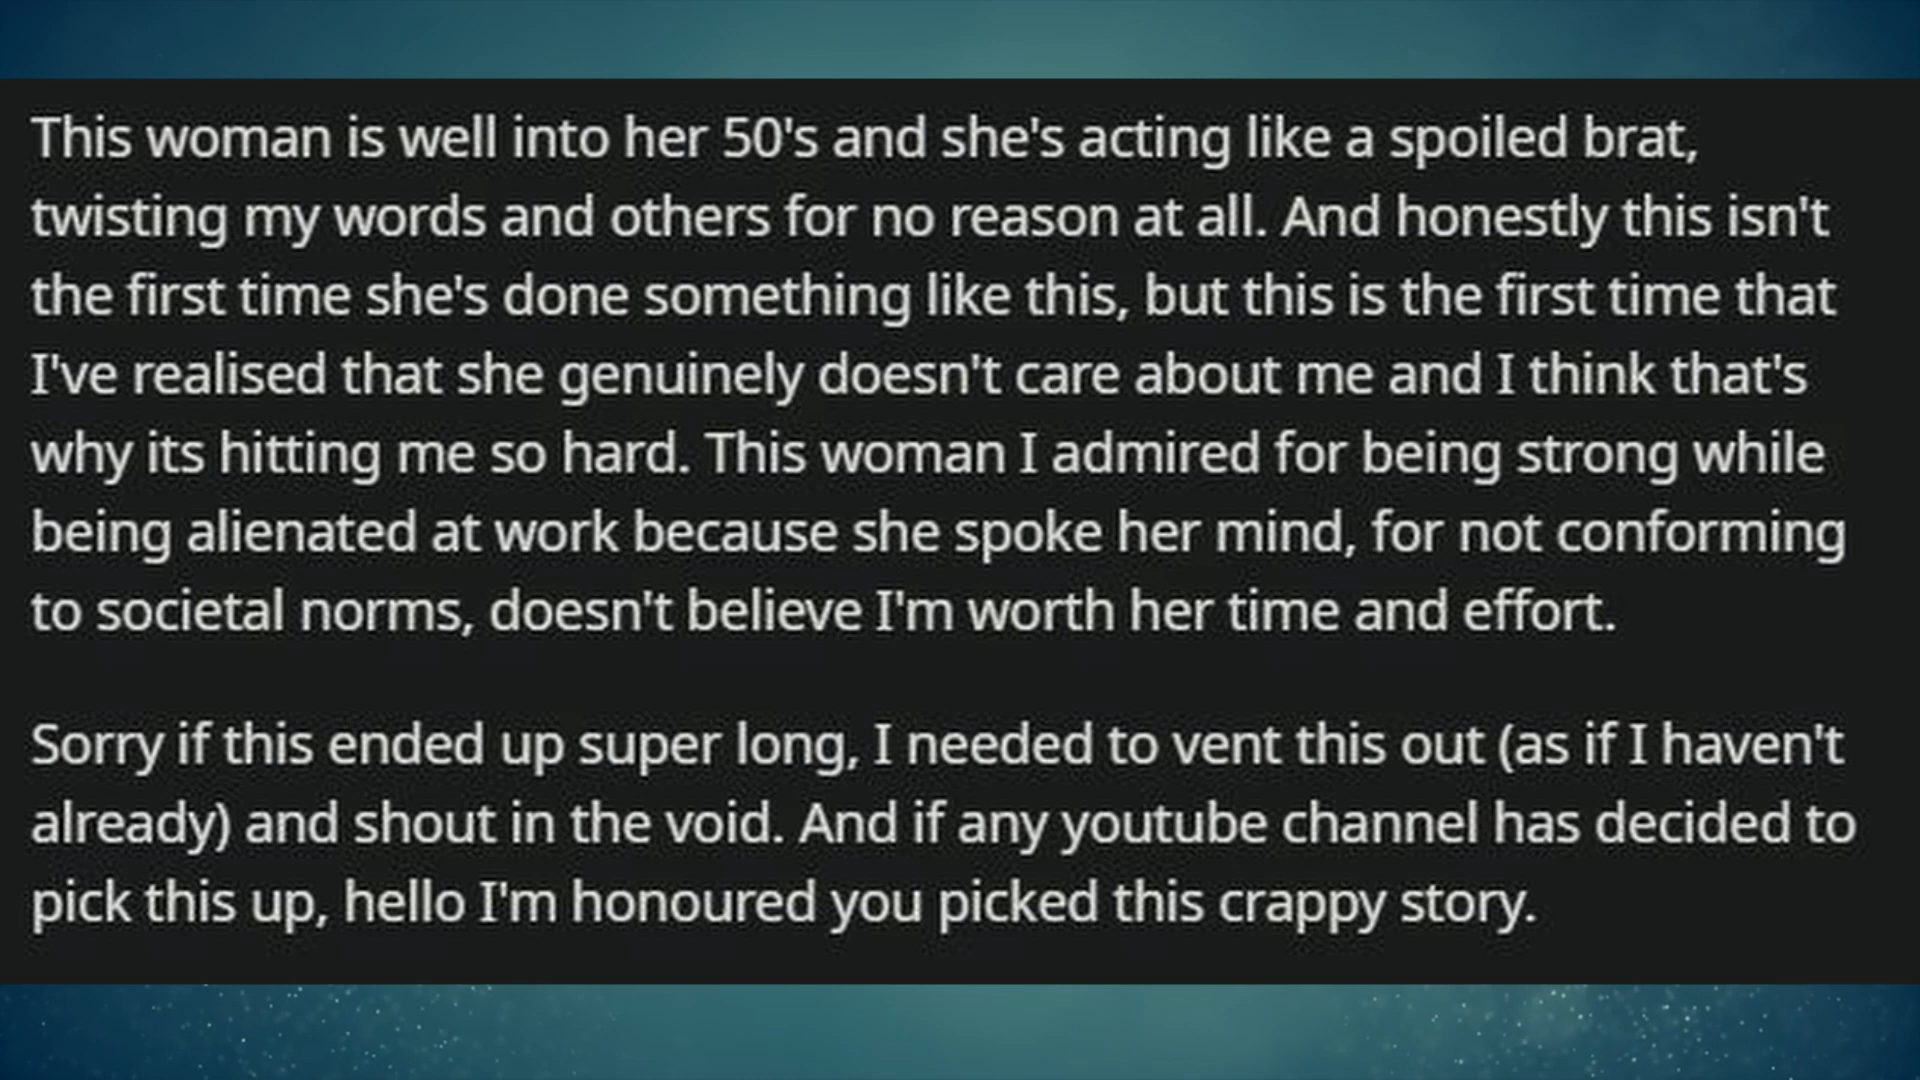 This woman is well into her 50's and she's acting like a spoiled brat,
twisting my words and others for no reason at all. And honestly this isn't
the first time she's done something like this, but this is the first time that
I've realised that she genuinely doesn't care about me and I think that's
why its hitting me so hard. This woman I admired for being strong while
being alienated at work because she spoke her mind, for not conforming
to societal norms, doesn't believe I'm worth her time and effort.
Sorry if this ended up super long, I needed to vent this out (as if I haven't
already) and shout in the void. And if any youtube channel has decided to
pick this up, hello I'm honoured you picked this crappy story.